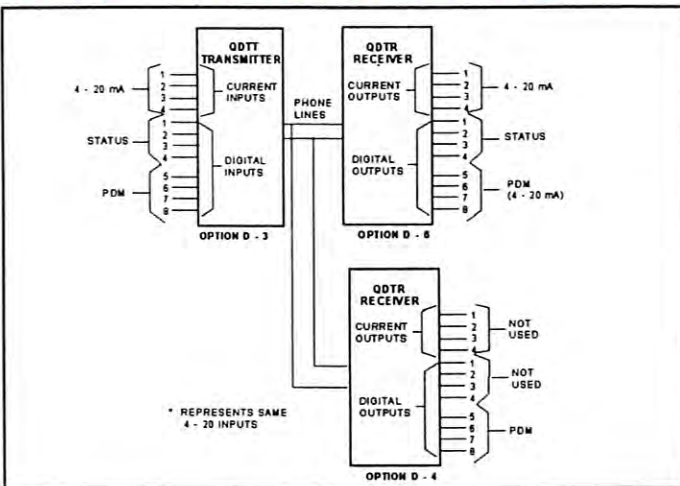 QDTT
TRANSMITTER
CURRENT
INPUTS
4 - 20 mA
1
2
3
4
STATUS
1
2
3
4
DIGITAL
INPUTS
PDM
5
6
7
8
OPTION D - 3
PHONE
LINES
QDTR
RECEIVER
CURRENT
OUTPUTS
1
2
3
4
4 - 20 mA
1
2
3
4
STATUS
DIGITAL
OUTPUTS
5
6
7
8
PDM
(4 - 20 mA)
OPTION D - 6
QDTR
RECEIVER
CURRENT
OUTPUTS
1
2
3
4
NOT
USED
1
2
3
4
NOT
USED
DIGITAL
OUTPUTS
5
6
7
8
PDM
OPTION D - 4
* REPRESENTS SAME
4 - 20 INPUTS